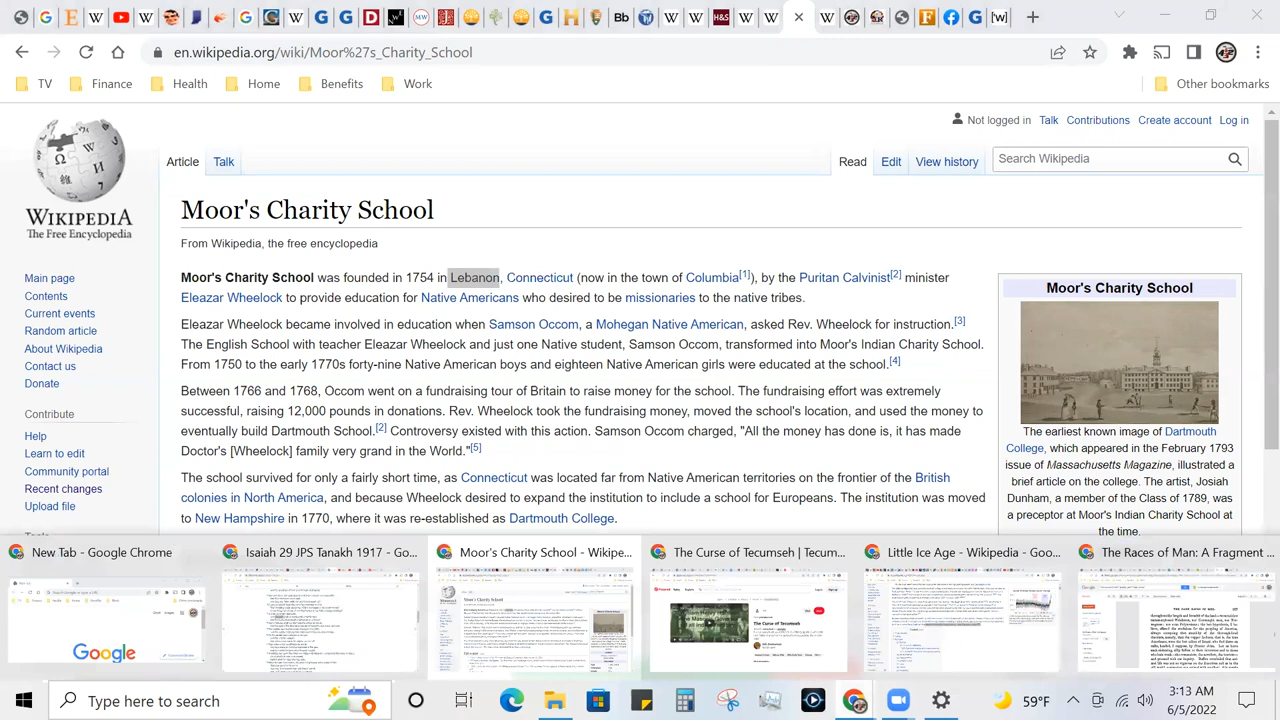 en.wikipedia.org/wiki/Moor%27s_Charity_School
TV Finance Health Home Benefits Work Other bookmarks
Not logged in Talk Contributions Create account Log in
Article Talk Read Edit View history Search Wikipedia
WIKIPEDIA
The Free Encyclopedia
Main page
Contents
Current events
Random article
About Wikipedia
Contact us
Donate
Contribute
Help
Learn to edit
Community portal
Recent changes
Upload file
Moor's Charity School
From Wikipedia, the free encyclopedia
Moor's Charity School was founded in 1754 in Lebanon, Connecticut (now in the town of Columbia[1]), by the Puritan Calvinist[2] minister
Eleazar Wheelock to provide education for Native Americans who desired to be missionaries to the native tribes.
Eleazar Wheelock became involved in education when Samson Occom, a Mohegan Native American, asked Rev. Wheelock for instruction.[3]
The English School with teacher Eleazar Wheelock and just one Native student, Samson Occom, transformed into Moor's Indian Charity School.
From 1750 to the early 1770s forty-nine Native American boys and eighteen Native American girls were educated at the school.[4]
Between 1766 and 1768, Occom went on a fundraising tour of Britain to raise money for the school. The fundraising effort was extremely
successful, raising 12,000 pounds in donations. Rev. Wheelock took the fundraising money, moved the school's location, and used the money to
eventually build Dartmouth School.[2] Controversy existed with this action. Samson Occom charged, "All the money has done is, it has made
Doctor's [Wheelock] family very grand in the World."[5]
The school survived for only a fairly short time, as Connecticut was located far from Native American territories on the frontier of the British
colonies in North America, and because Wheelock desired to expand the institution to include a school for Europeans. The institution was moved
to New Hampshire in 1770, where it was re-established as Dartmouth College.
Moor's Charity School
The earliest known image of Dartmouth
College, which appeared in the February 1793
issue of Massachusetts Magazine, illustrated a
brief article on the college. The artist, Josiah
Dunham, a member of the Class of 1789, was
a preceptor at Moor's Indian Charity School at
the time.
New Tab - Google Chrome
Isaiah 29 JPS Tanakh 1917 - Go...
Moor's Charity School - Wikipe...
The Curse of Tecumseh | Tecum...
Little Ice Age - Wikipedia - Goo...
The Races of Man: A Fragment ...
Google
The Curse of Tecumseh
Type here to search
59°F
3:13 AM
6/5/2022